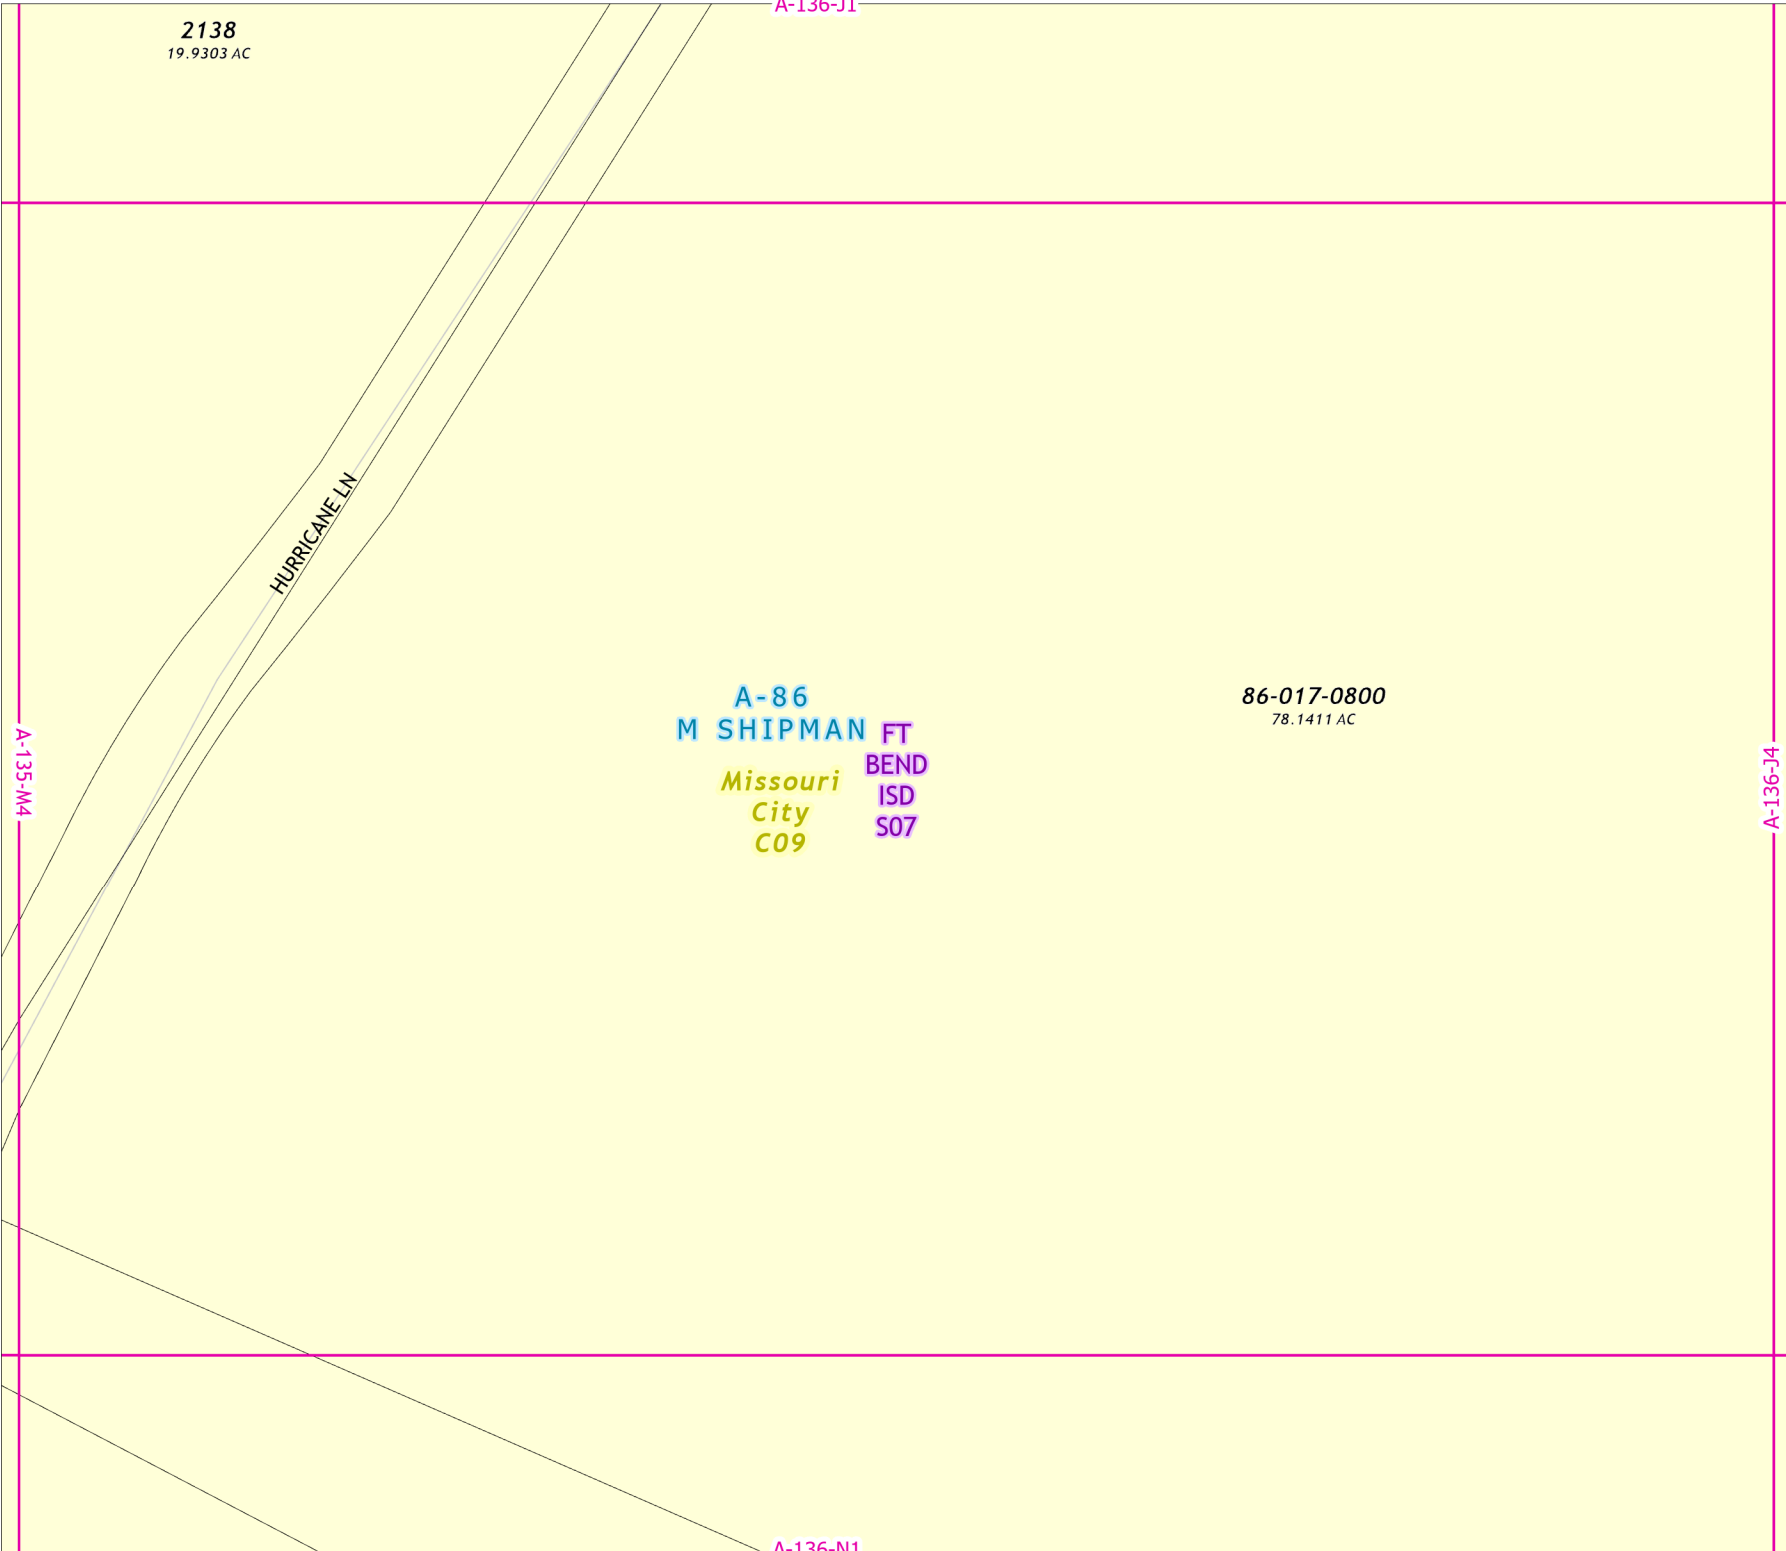 A-136-J1
2138
19.9303 AC
HURRICANE LN
A-86
M SHIPMAN
86-017-0800
78.1411 AC
FT
BEND
ISD
S07
Missouri
City
C09
A-135-M4
A-136-J4
A-136-N1